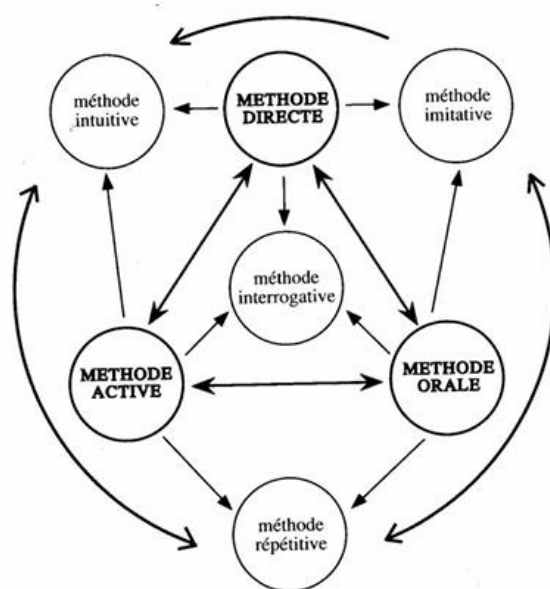 méthode
intuitive
METHODE
DIRECTE
méthode
imitative
méthode
interrogative
METHODE
ACTIVE
METHODE
ORALE
méthode
répétitive